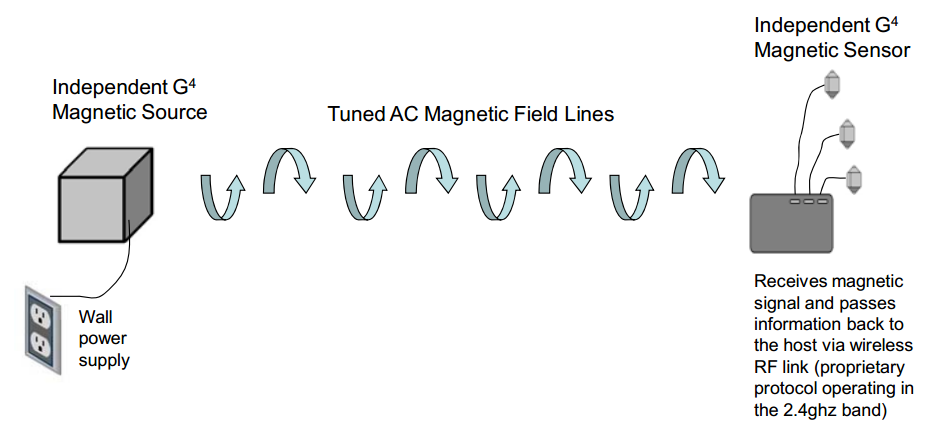 Independent G⁴
Magnetic Source
Tuned AC Magnetic Field Lines
Independent G⁴
Magnetic Sensor
Wall
power
supply
Receives magnetic
signal and passes
information back to
the host via wireless
RF link (proprietary
protocol operating in
the 2.4ghz band)